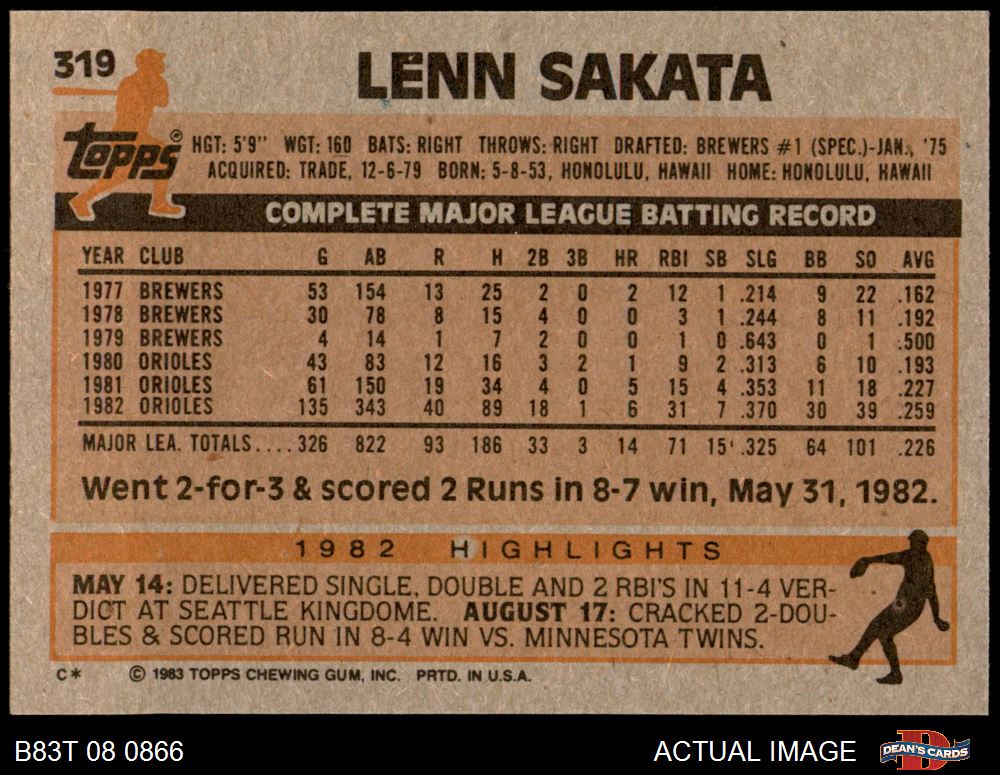 319
LENN SAKATA
topps®
HGT: 5'9" WGT: 160 BATS: RIGHT THROWS: RIGHT DRAFTED: BREWERS #1 (SPEC.)-JAN., '75
ACQUIRED: TRADE, 12-6-79 BORN: 5-8-53, HONOLULU, HAWAII HOME: HONOLULU, HAWAII
COMPLETE MAJOR LEAGUE BATTING RECORD
YEAR CLUB G AB R H 2B 3B HR RBI SB SLG BB SO AVG
1977 BREWERS 53 154 13 25 2 0 2 12 1 .214 9 22 .162
1978 BREWERS 30 78 8 15 4 0 0 3 1 .244 8 11 .192
1979 BREWERS 4 14 1 7 2 0 0 1 0 .643 0 1 .500
1980 ORIOLES 43 83 12 16 3 2 1 9 2 .313 6 10 .193
1981 ORIOLES 61 150 19 34 4 0 5 15 4 .353 11 18 .227
1982 ORIOLES 135 343 40 89 18 1 6 31 7 .370 30 39 .259
MAJOR LEA. TOTALS.... 326 822 93 186 33 3 14 71 15 .325 64 101 .226
Went 2-for-3 & scored 2 Runs in 8-7 win, May 31, 1982.
1982 HIGHLIGHTS
MAY 14: DELIVERED SINGLE, DOUBLE AND 2 RBI'S IN 11-4 VER-
DICT AT SEATTLE KINGDOME. AUGUST 17: CRACKED 2-DOU-
BLES & SCORED RUN IN 8-4 WIN VS. MINNESOTA TWINS.
C* © 1983 TOPPS CHEWING GUM, INC. PRTD. IN U.S.A.
B83T 08 0866 ACTUAL IMAGE DEAN'S CARDS